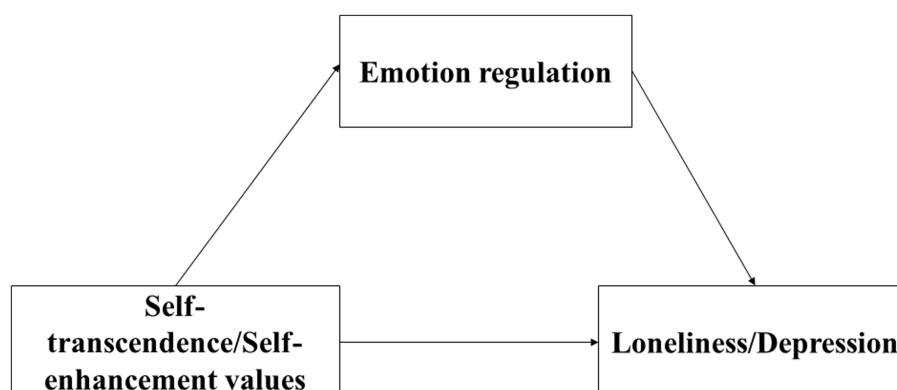 Emotion regulation
Self-
transcendence/Self-
enhancement values
Loneliness/Depression